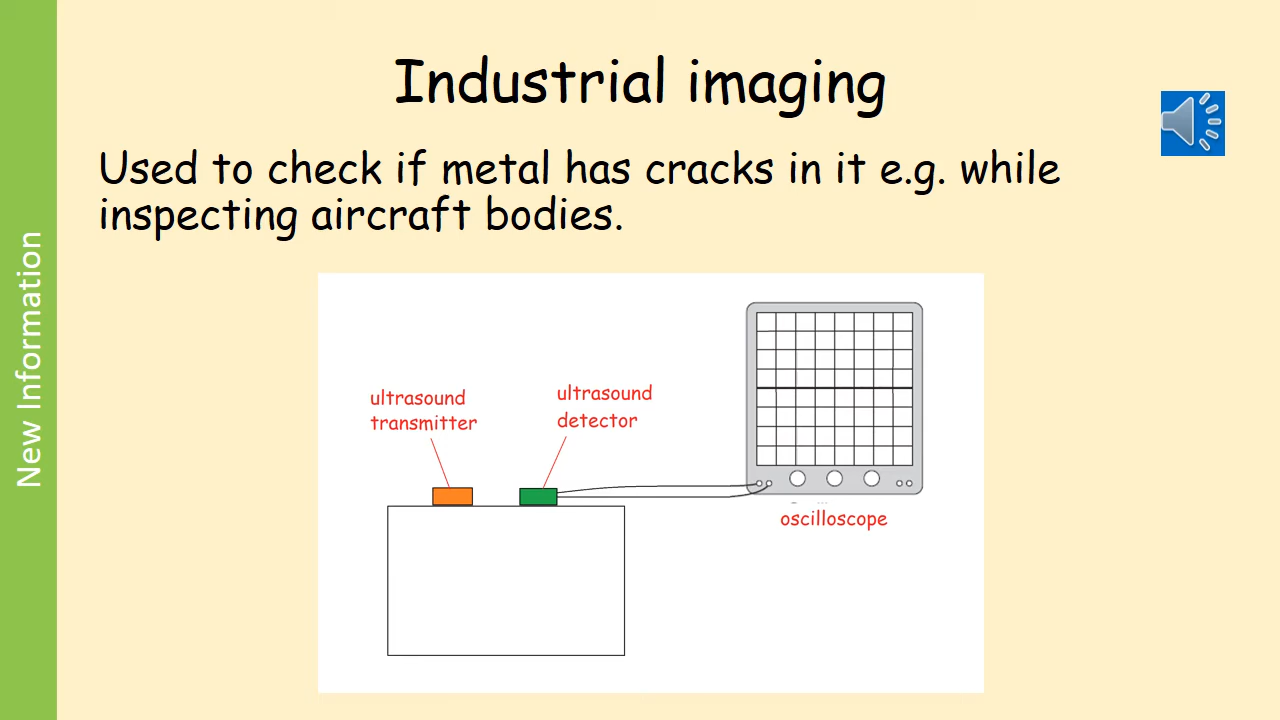 Industrial imaging
Used to check if metal has cracks in it e.g. while
inspecting aircraft bodies.
New Information
ultrasound
transmitter
ultrasound
detector
oscilloscope